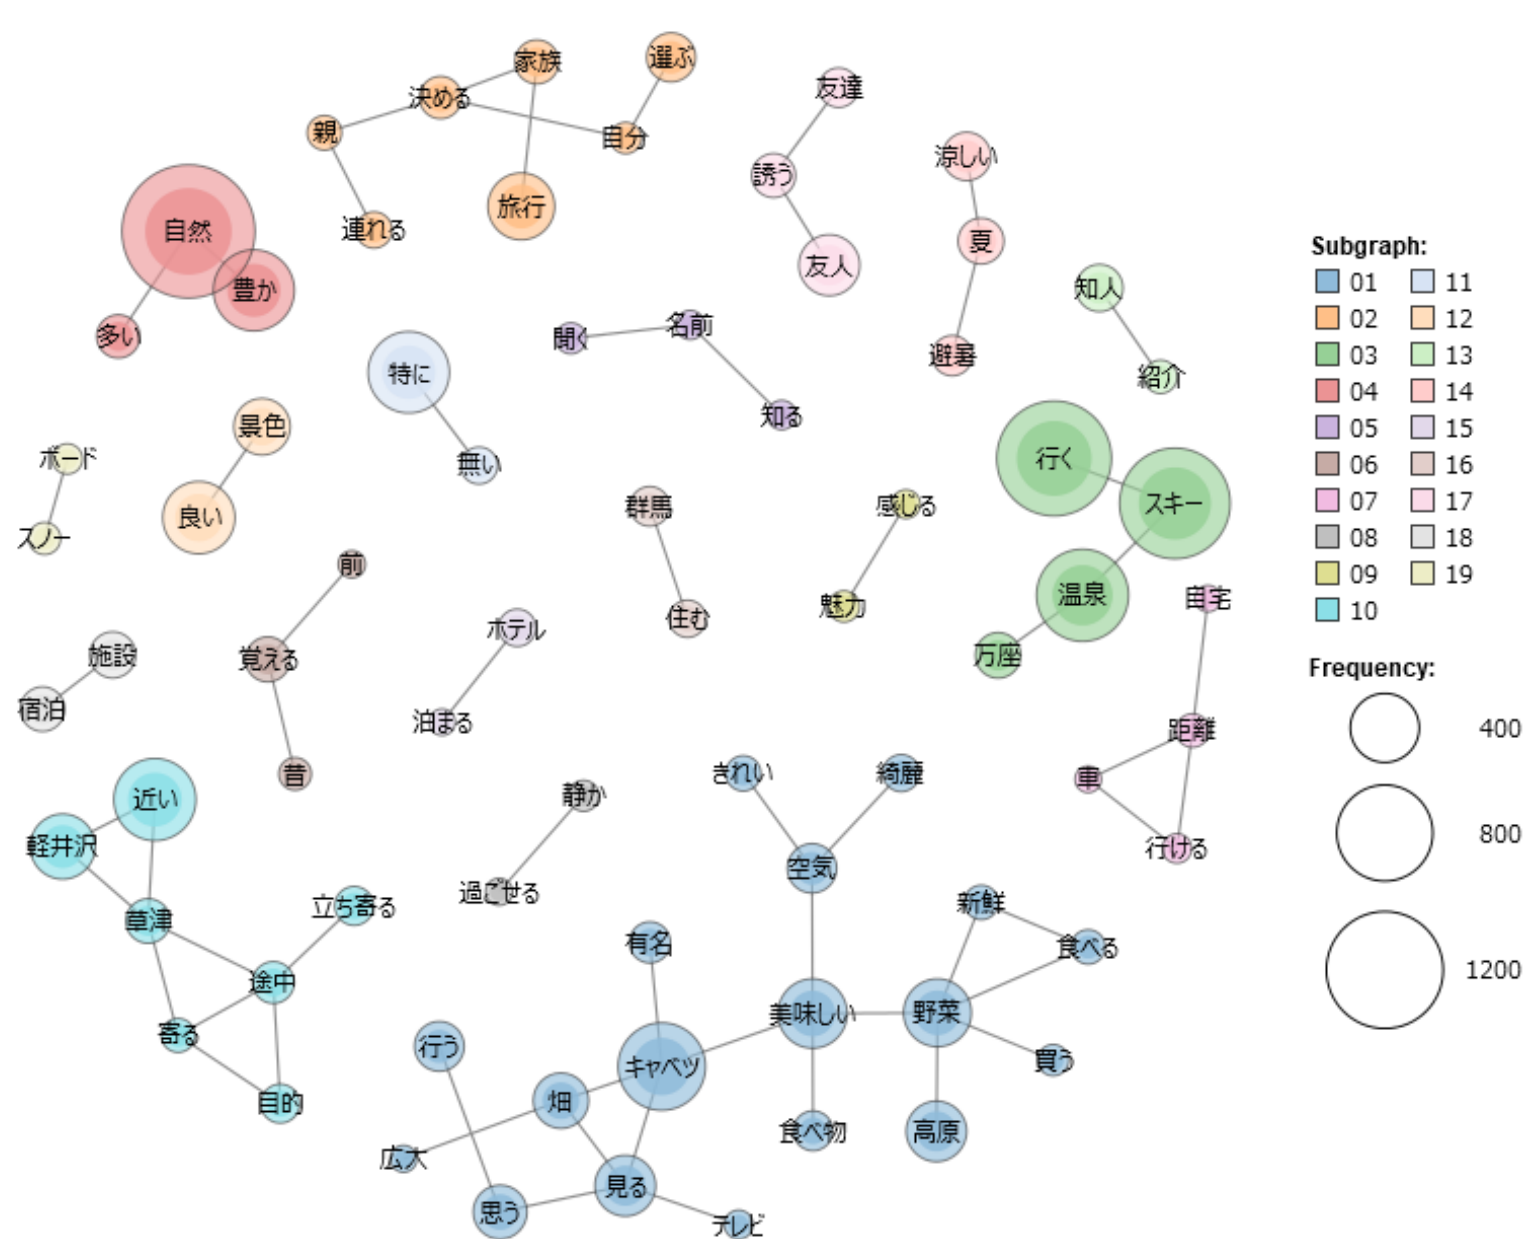 家族
選ぶ
決める
親
自分
連れる
旅行
友達
誘う
友人
涼しい
夏
避暑
知人
紹介
自然
豊か
多い
特に
無い
聞く
名前
知る
景色
良い
ボード
スノー
群馬
住む
感じる
魅力
行く
スキー
温泉
万座
前
覚える
昔
ホテル
泊まる
施設
宿泊
自宅
距離
車
行ける
近い
軽井沢
草津
立ち寄る
途中
寄る
目的
静か
過ごせる
きれい
綺麗
空気
新鮮
食べる
有名
美味しい
野菜
買う
行う
キャベツ
畑
食べ物
高原
広大
見る
思う
テレビ
Subgraph:
01 11
02 12
03 13
04 14
05 15
06 16
07 17
08 18
09 19
10
Frequency:
400
800
1200